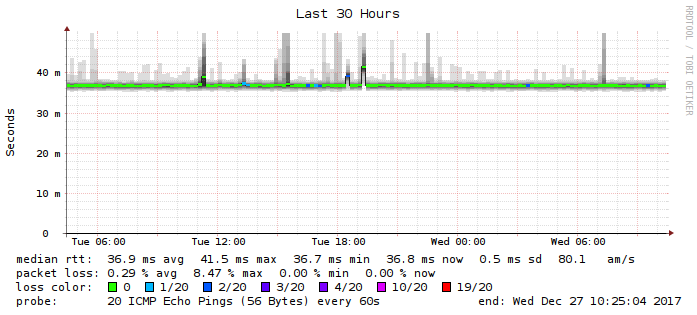 Last 30 Hours
RRDTOOL / TOBI OETIKER
Seconds
40 m
30 m
20 m
10 m
0
Tue 06:00 Tue 12:00 Tue 18:00 Wed 00:00 Wed 06:00
median rtt: 36.9 ms avg 41.5 ms max 36.7 ms min 36.8 ms now 0.5 ms sd 80.1 am/s
packet loss: 0.29 % avg 8.47 % max 0.00 % min 0.00 % now
loss color: 0 1/20 2/20 3/20 4/20 10/20 19/20
probe: 20 ICMP Echo Pings (56 Bytes) every 60s end: Wed Dec 27 10:25:04 2017